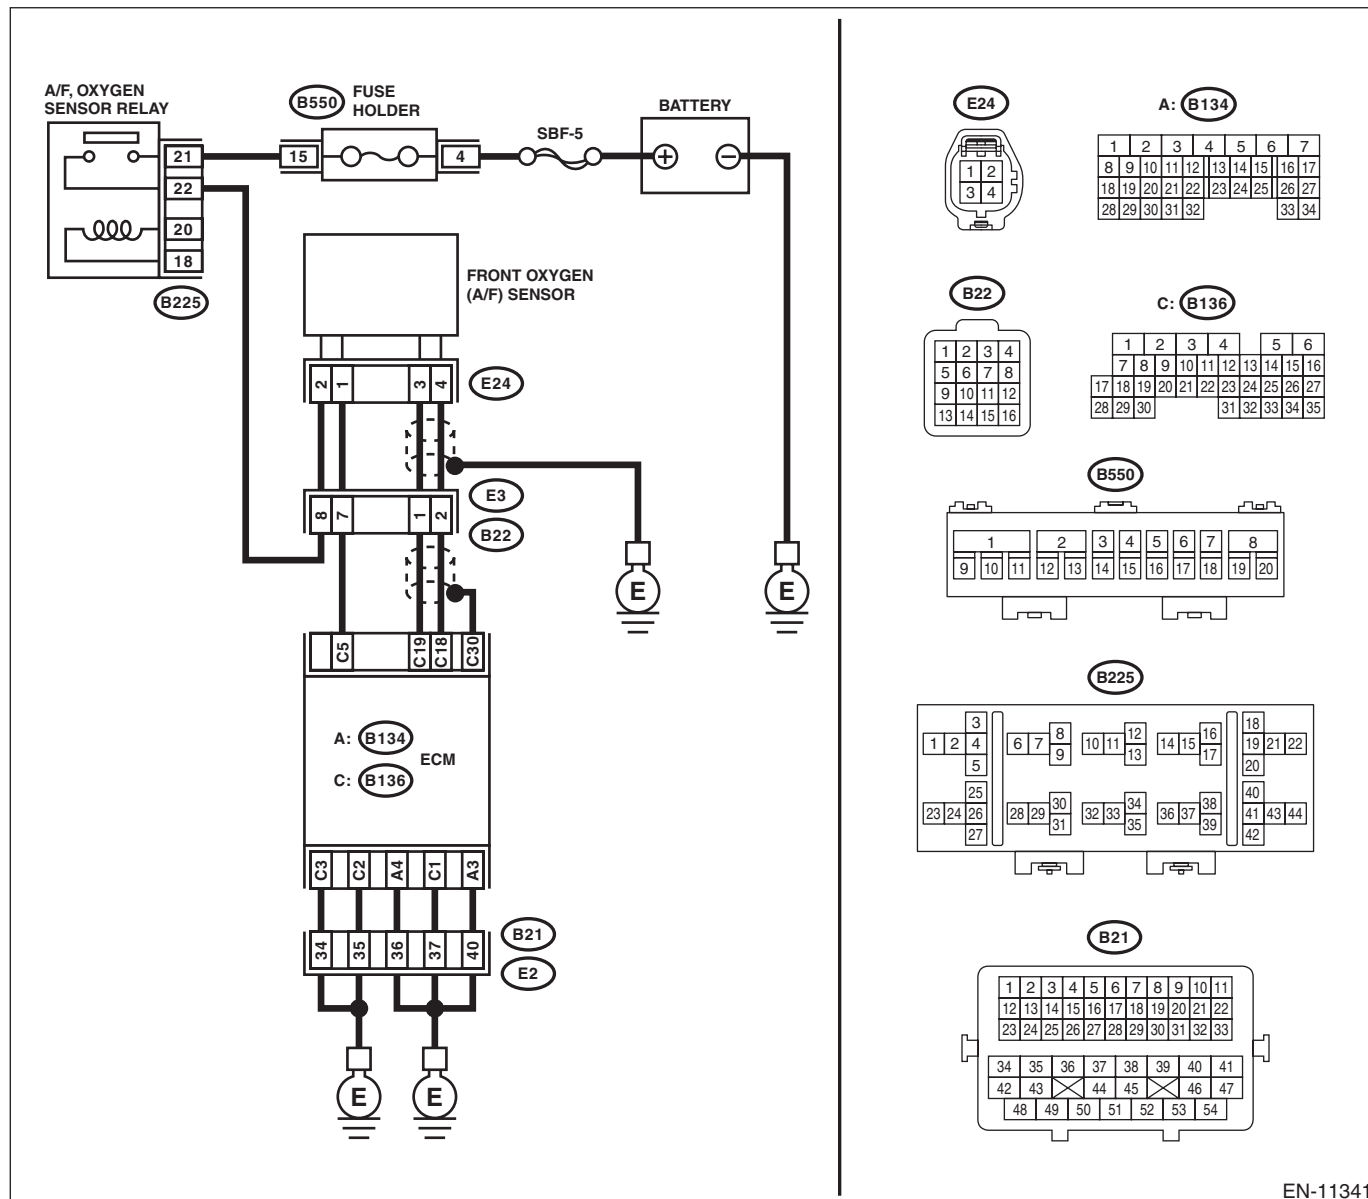 A/F, OXYGEN
SENSOR RELAY
B550
FUSE
HOLDER
BATTERY
SBF-5
21
15
4
+
−
22
20
18
B225
FRONT OXYGEN
(A/F) SENSOR
2 1 3 4
E24
8 7 1 2
E3
B22
E
E
C5 C19 C18 C30
A: B134
C: B136
ECM
C3 C2 A4 C1 A3
34 35 36 37 40
B21
E2
E
E
E24
1 2
3 4
A: B134
1 2 3 4 5 6 7
8 9 10 11 12 13 14 15 16 17
18 19 20 21 22 23 24 25 26 27
28 29 30 31 32 33 34
B22
1 2 3 4
5 6 7 8
9 10 11 12
13 14 15 16
C: B136
1 2 3 4 5 6
7 8 9 10 11 12 13 14 15 16
17 18 19 20 21 22 23 24 25 26 27
28 29 30 31 32 33 34 35
B550
1 2 3 4 5 6 7 8
9 10 11 12 13 14 15 16 17 18 19 20
B225
3 8 12 16 18
1 2 4 6 7 10 11 14 15 19 21 22
5 9 13 17 20
25 30 34 38 40
23 24 26 28 29 32 33 36 37 41 43 44
27 31 35 39 42
B21
1 2 3 4 5 6 7 8 9 10 11
12 13 14 15 16 17 18 19 20 21 22
23 24 25 26 27 28 29 30 31 32 33
34 35 36 37 38 39 40 41
42 43 44 45 46 47
48 49 50 51 52 53 54
EN-11341